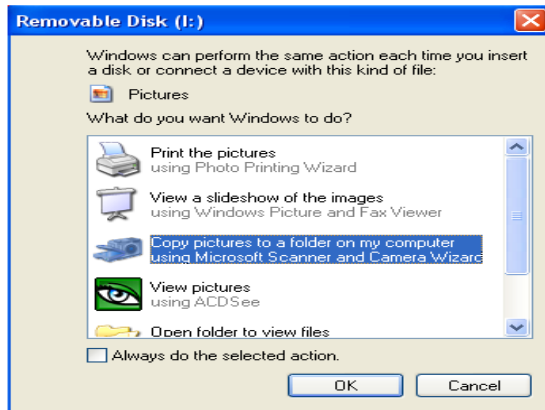 Removable Disk (I:)
Windows can perform the same action each time you insert
a disk or connect a device with this kind of file:
Pictures
What do you want Windows to do?
Print the pictures
using Photo Printing Wizard
View a slideshow of the images
using Windows Picture and Fax Viewer
Copy pictures to a folder on my computer
using Microsoft Scanner and Camera Wizard
View pictures
using ACDSee
Open folder to view files
Always do the selected action.
OK
Cancel